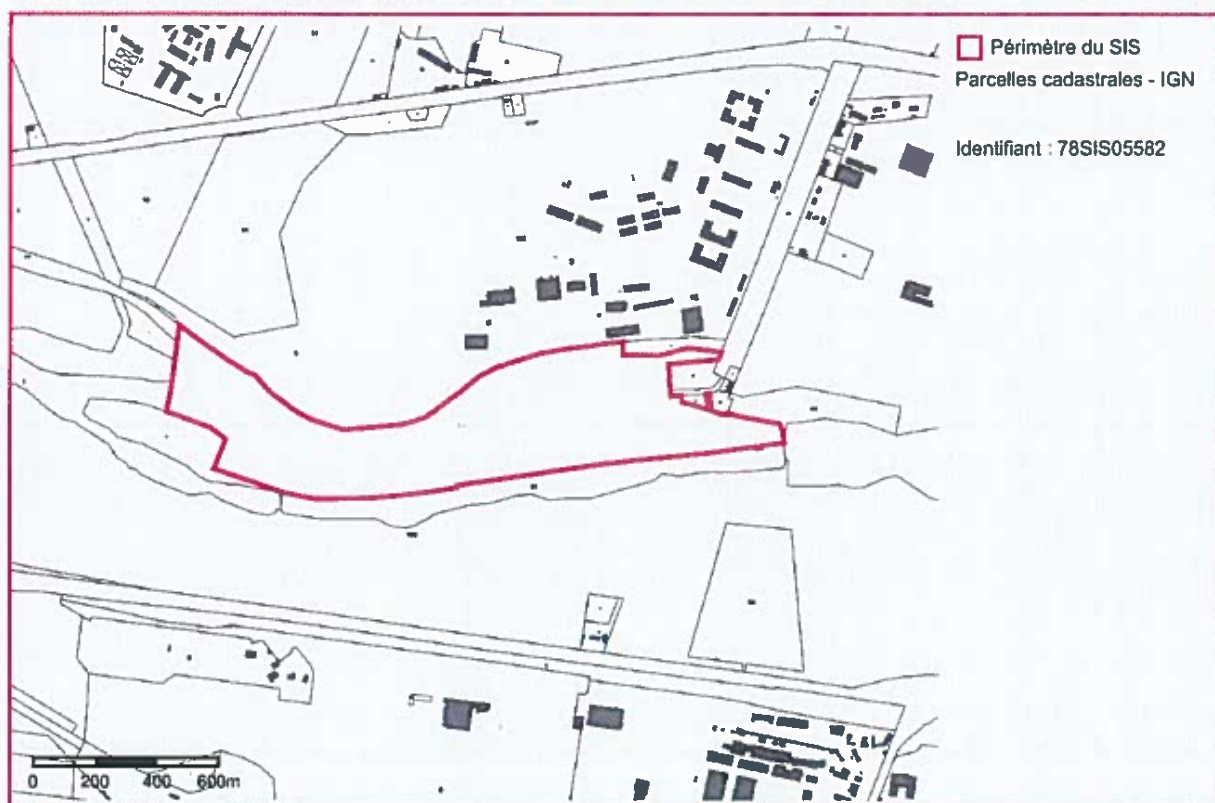 Périmètre du SIS
Parcelles cadastrales - IGN
Identifiant : 78SIS05582
0 200 400 600m